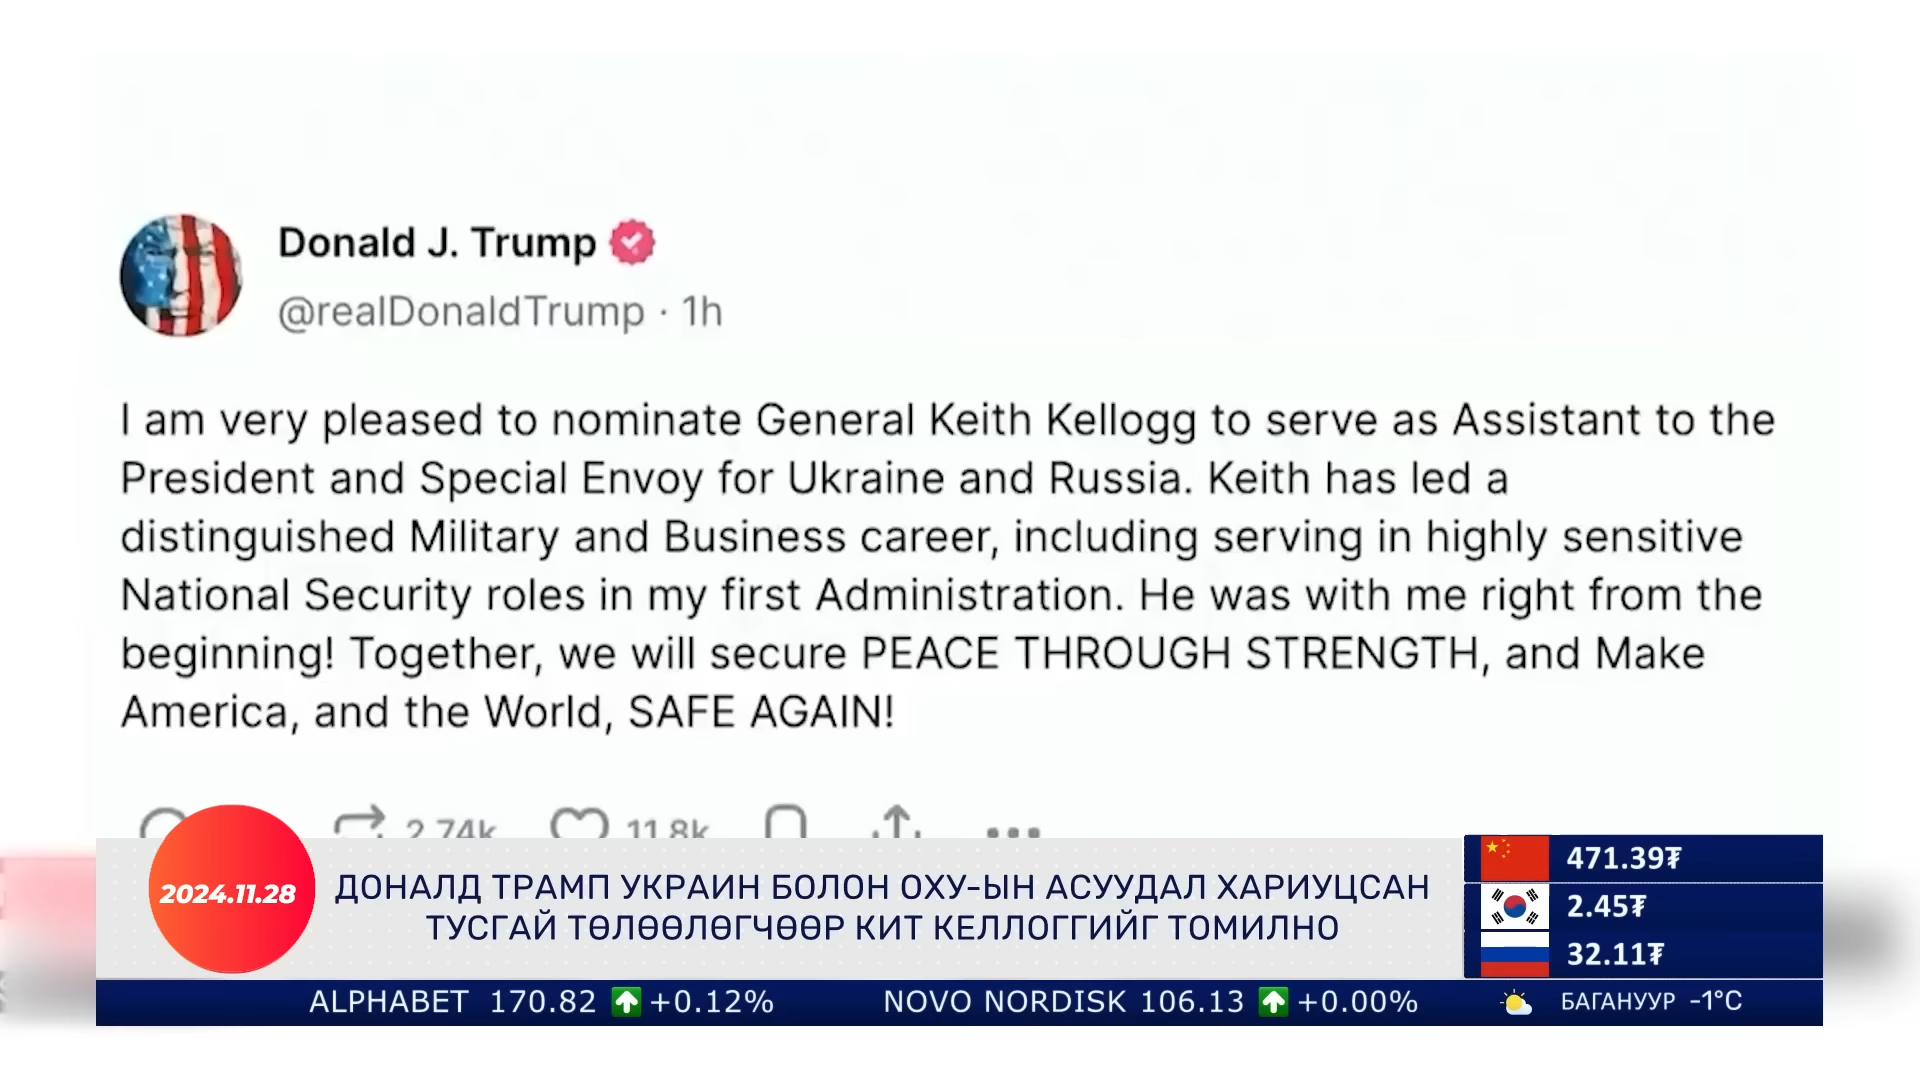 Donald J. Trump
@realDonaldTrump · 1h
I am very pleased to nominate General Keith Kellogg to serve as Assistant to the
President and Special Envoy for Ukraine and Russia. Keith has led a
distinguished Military and Business career, including serving in highly sensitive
National Security roles in my first Administration. He was with me right from the
beginning! Together, we will secure PEACE THROUGH STRENGTH, and Make
America, and the World, SAFE AGAIN!
2.74k 11.8k
2024.11.28
ДОНАЛД ТРАМП УКРАИН БОЛОН ОХУ-ЫН АСУУДАЛ ХАРИУЦСАН
ТУСГАЙ ТӨЛӨӨЛӨГЧӨӨР КИТ КЕЛЛОГГИЙГ ТОМИЛНО
471.39₮
2.45₮
32.11₮
ALPHABET 170.82 +0.12% NOVO NORDISK 106.13 +0.00%
БАГАНУУР -1°C